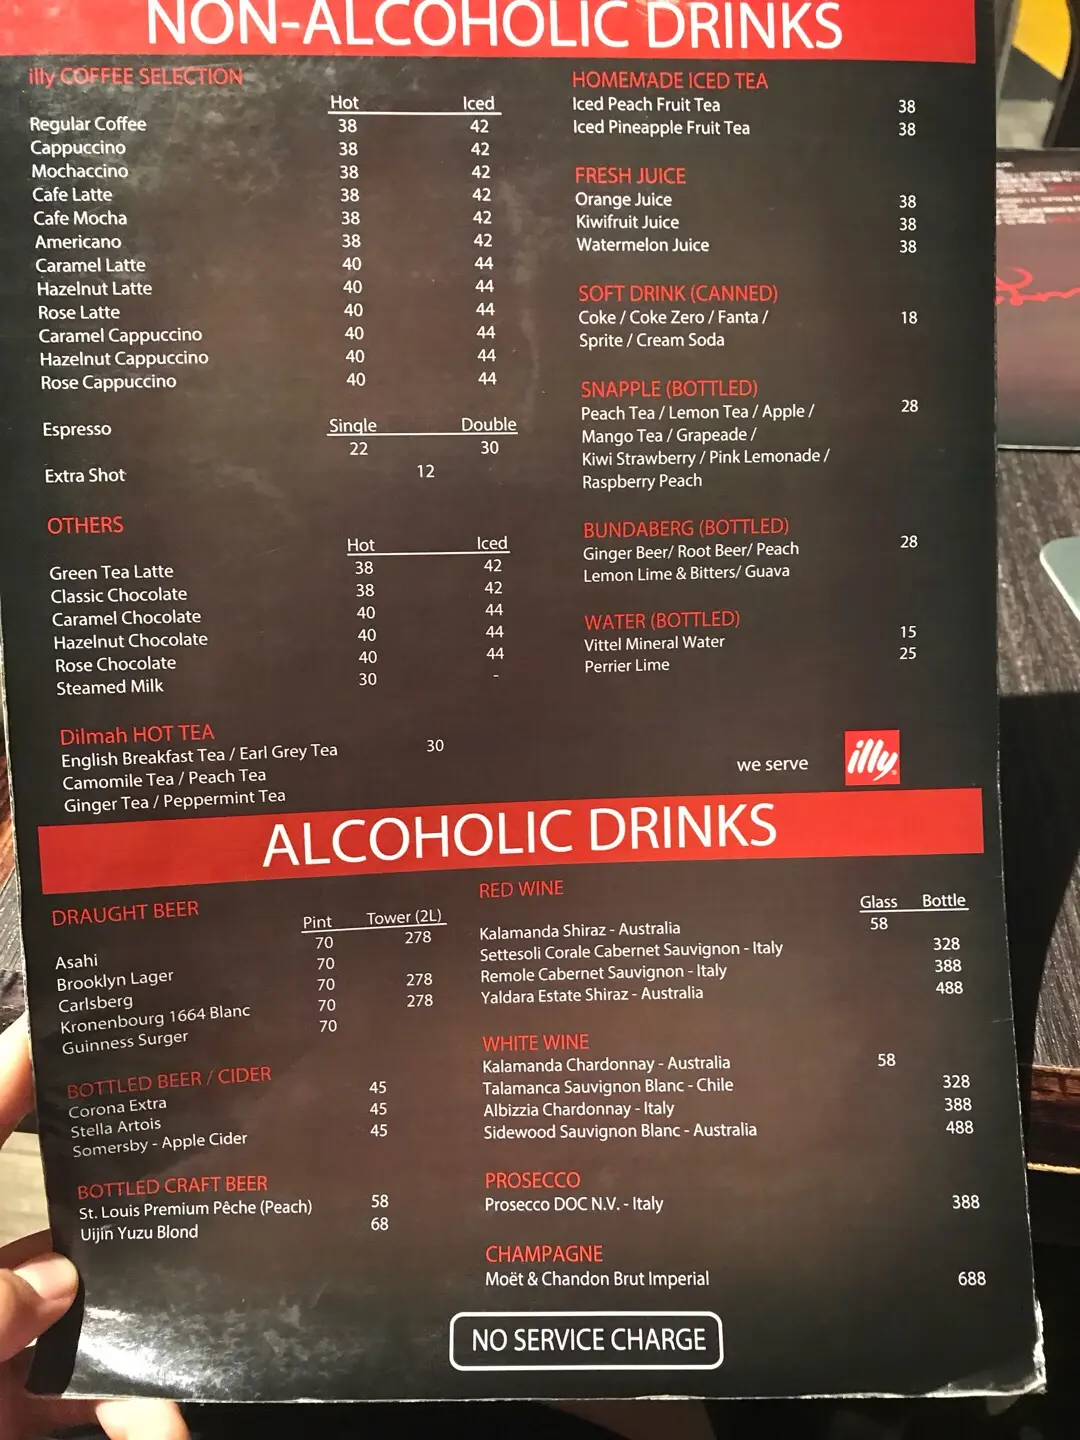 NON-ALCOHOLIC DRINKS
illy COFFEE SELECTION
Hot Iced
Regular Coffee 38 42
Cappuccino 38 42
Mochaccino 38 42
Cafe Latte 38 42
Cafe Mocha 38 42
Americano 38 42
Caramel Latte 40 44
Hazelnut Latte 40 44
Rose Latte 40 44
Caramel Cappuccino 40 44
Hazelnut Cappuccino 40 44
Rose Cappuccino 40 44
Single Double
Espresso 22 30
Extra Shot 12
OTHERS
Hot Iced
Green Tea Latte 38 42
Classic Chocolate 38 42
Caramel Chocolate 40 44
Hazelnut Chocolate 40 44
Rose Chocolate 40 44
Steamed Milk 30 -
Dilmah HOT TEA
English Breakfast Tea / Earl Grey Tea 30
Camomile Tea / Peach Tea
Ginger Tea / Peppermint Tea
HOMEMADE ICED TEA
Iced Peach Fruit Tea 38
Iced Pineapple Fruit Tea 38
FRESH JUICE
Orange Juice 38
Kiwifruit Juice 38
Watermelon Juice 38
SOFT DRINK (CANNED)
Coke / Coke Zero / Fanta / 18
Sprite / Cream Soda
SNAPPLE (BOTTLED)
Peach Tea / Lemon Tea / Apple / 28
Mango Tea / Grapeade /
Kiwi Strawberry / Pink Lemonade /
Raspberry Peach
BUNDABERG (BOTTLED)
Ginger Beer/ Root Beer/ Peach 28
Lemon Lime & Bitters/ Guava
WATER (BOTTLED)
Vittel Mineral Water 15
Perrier Lime 25
we serve illy
ALCOHOLIC DRINKS
DRAUGHT BEER
Pint Tower (2L)
Asahi 70 278
Brooklyn Lager 70
Carlsberg 70 278
Kronenbourg 1664 Blanc 70 278
Guinness Surger 70
BOTTLED BEER / CIDER
Corona Extra 45
Stella Artois 45
Somersby - Apple Cider 45
BOTTLED CRAFT BEER
St. Louis Premium Pêche (Peach) 58
Uijin Yuzu Blond 68
RED WINE
Glass Bottle
Kalamanda Shiraz - Australia 58
Settesoli Corale Cabernet Sauvignon - Italy 328
Remole Cabernet Sauvignon - Italy 388
Yaldara Estate Shiraz - Australia 488
WHITE WINE
Kalamanda Chardonnay - Australia 58
Talamanca Sauvignon Blanc - Chile 328
Albizzia Chardonnay - Italy 388
Sidewood Sauvignon Blanc - Australia 488
PROSECCO
Prosecco DOC N.V. - Italy 388
CHAMPAGNE
Moët & Chandon Brut Imperial 688
NO SERVICE CHARGE